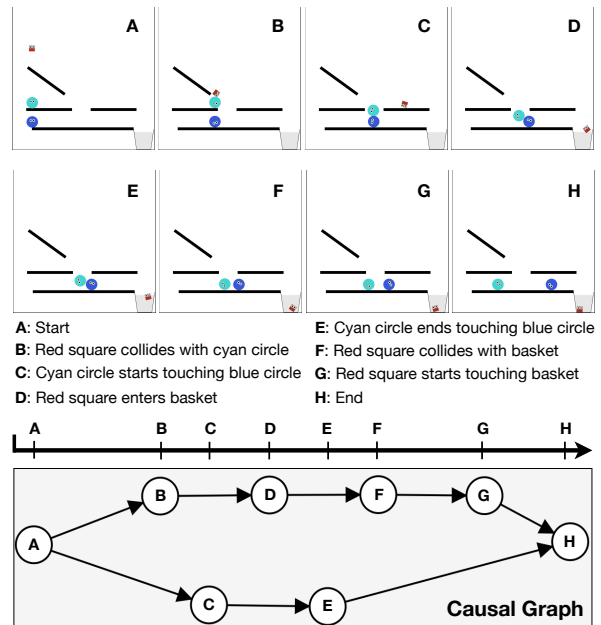 A B C D
E F G H
A: Start
B: Red square collides with cyan circle
C: Cyan circle starts touching blue circle
D: Red square enters basket
E: Cyan circle ends touching blue circle
F: Red square collides with basket
G: Red square starts touching basket
H: End
A B C D E F G H
B D F G
A H
C E
Causal Graph